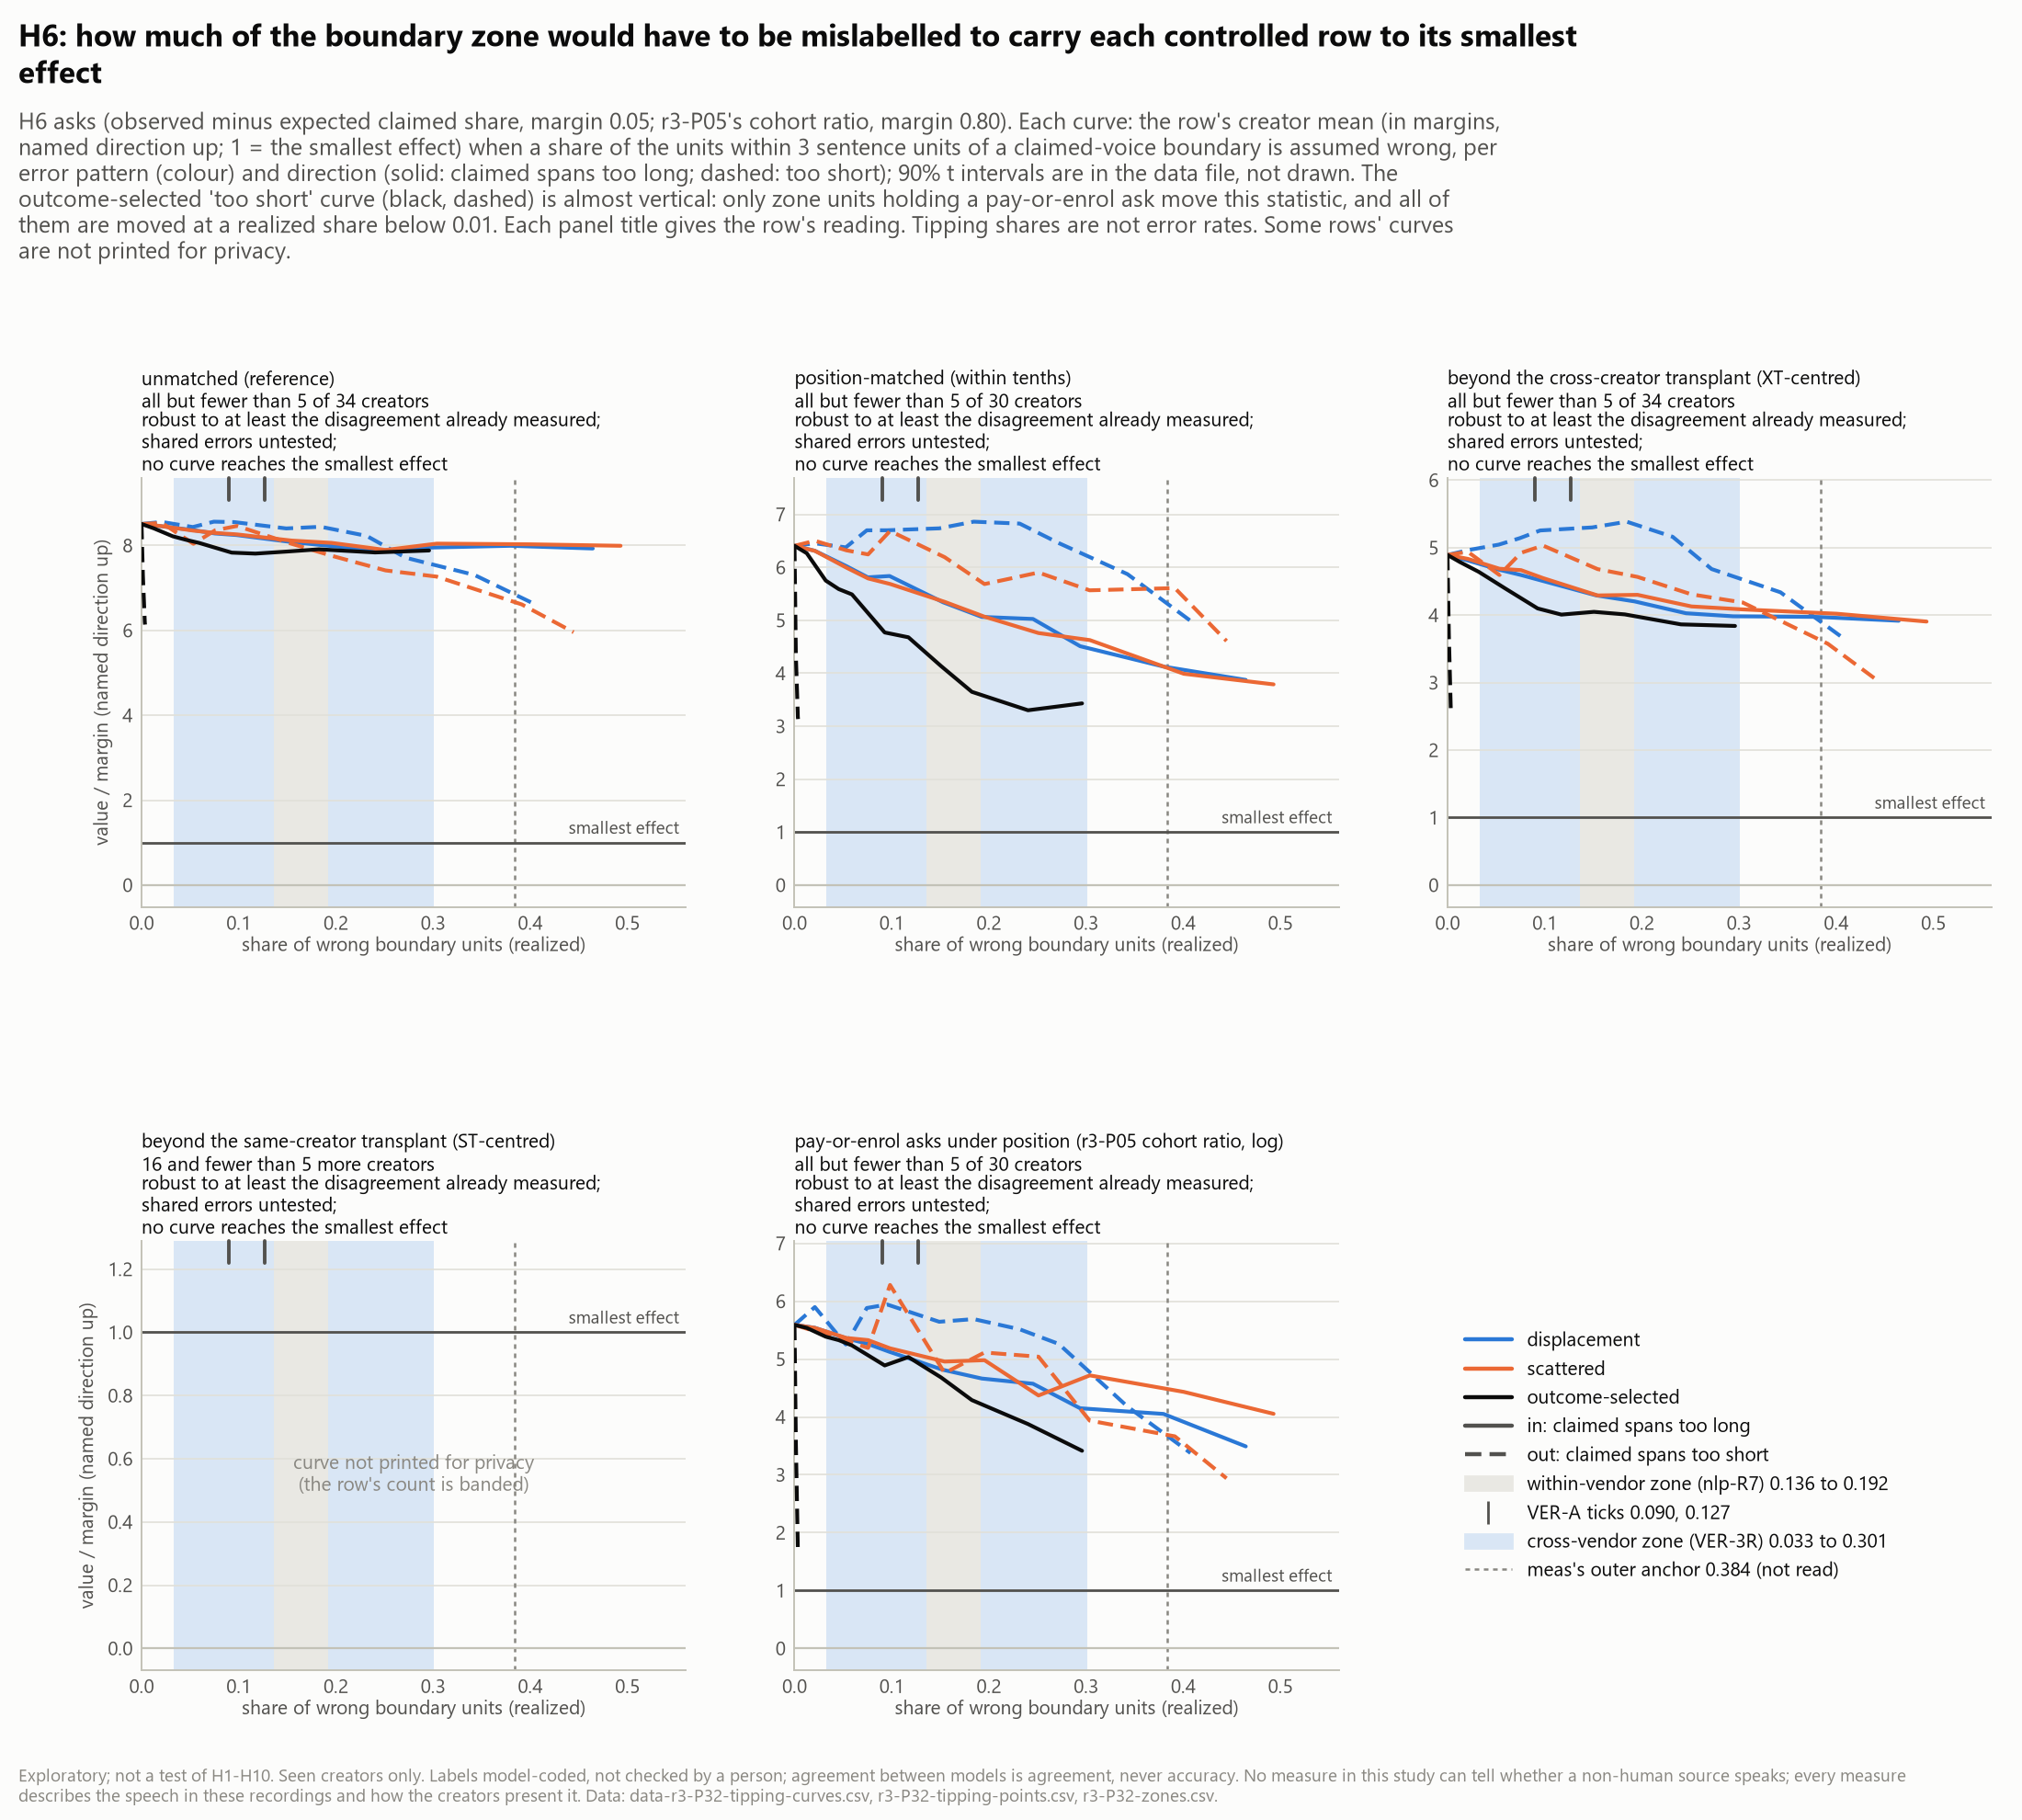 H6: how much of the boundary zone would have to be mislabelled to carry each controlled row to its smallest
effect
H6 asks (observed minus expected claimed share, margin 0.05; r3-P05's cohort ratio, margin 0.80). Each curve: the row's creator mean (in margins,
named direction up; 1 = the smallest effect) when a share of the units within 3 sentence units of a claimed-voice boundary is assumed wrong, per
error pattern (colour) and direction (solid: claimed spans too long; dashed: too short); 90% t intervals are in the data file, not drawn. The
outcome-selected 'too short' curve (black, dashed) is almost vertical: only zone units holding a pay-or-enrol ask move this statistic, and all of
them are moved at a realized share below 0.01. Each panel title gives the row's reading. Tipping shares are not error rates. Some rows' curves
are not printed for privacy.
unmatched (reference)
all but fewer than 5 of 34 creators
robust to at least the disagreement already measured;
shared errors untested;
no curve reaches the smallest effect
value / margin (named direction up)
8
6
4
2
0
smallest effect
0.0 0.1 0.2 0.3 0.4 0.5
share of wrong boundary units (realized)
position-matched (within tenths)
all but fewer than 5 of 30 creators
robust to at least the disagreement already measured;
shared errors untested;
no curve reaches the smallest effect
7
6
5
4
3
2
1
0
smallest effect
0.0 0.1 0.2 0.3 0.4 0.5
share of wrong boundary units (realized)
beyond the cross-creator transplant (XT-centred)
all but fewer than 5 of 34 creators
robust to at least the disagreement already measured;
shared errors untested;
no curve reaches the smallest effect
6
5
4
3
2
1
0
smallest effect
0.0 0.1 0.2 0.3 0.4 0.5
share of wrong boundary units (realized)
beyond the same-creator transplant (ST-centred)
16 and fewer than 5 more creators
robust to at least the disagreement already measured;
shared errors untested;
no curve reaches the smallest effect
value / margin (named direction up)
1.2
1.0
0.8
0.6
0.4
0.2
0.0
smallest effect
curve not printed for privacy
(the row's count is banded)
0.0 0.1 0.2 0.3 0.4 0.5
share of wrong boundary units (realized)
pay-or-enrol asks under position (r3-P05 cohort ratio, log)
all but fewer than 5 of 30 creators
robust to at least the disagreement already measured;
shared errors untested;
no curve reaches the smallest effect
7
6
5
4
3
2
1
0
smallest effect
0.0 0.1 0.2 0.3 0.4 0.5
share of wrong boundary units (realized)
displacement
scattered
outcome-selected
in: claimed spans too long
out: claimed spans too short
within-vendor zone (nlp-R7) 0.136 to 0.192
VER-A ticks 0.090, 0.127
cross-vendor zone (VER-3R) 0.033 to 0.301
meas's outer anchor 0.384 (not read)
Exploratory; not a test of H1-H10. Seen creators only. Labels model-coded, not checked by a person; agreement between models is agreement, never accuracy. No measure in this study can tell whether a non-human source speaks; every measure
describes the speech in these recordings and how the creators present it. Data: data-r3-P32-tipping-curves.csv, r3-P32-tipping-points.csv, r3-P32-zones.csv.